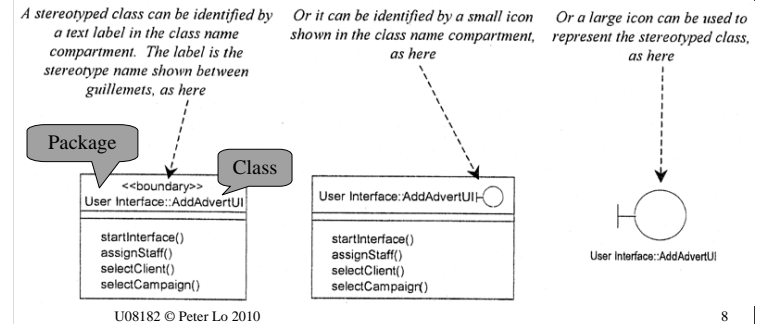 A stereotyped class can be identified by
a text label in the class name
compartment. The label is the
stereotype name shown between
guillemets, as here
Or it can be identified by a small icon
shown in the class name compartment,
as here
Or a large icon can be used to
represent the stereotyped class,
as here
Package
Class
<<boundary>>
User Interface::AddAdvertUI
startInterface()
assignStaff()
selectClient()
selectCampaign()
User Interface::AddAdvertUI
startInterface()
assignStaff()
selectClient()
selectCampaign()
User Interface::AddAdvertUI
U08182 © Peter Lo 2010
8